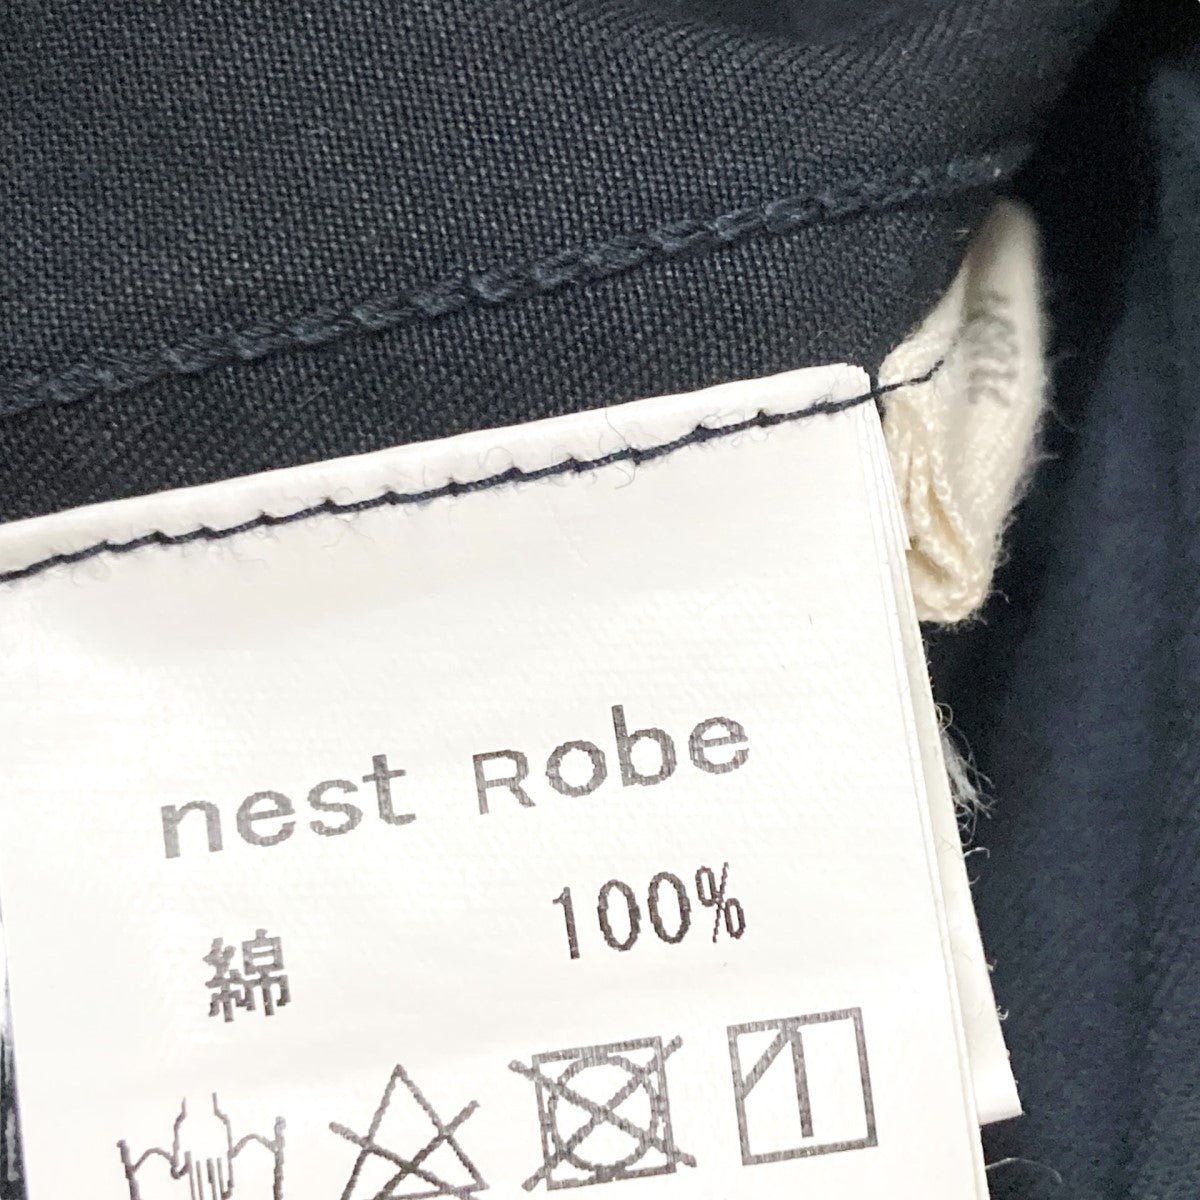 nest Robe
綿 100%